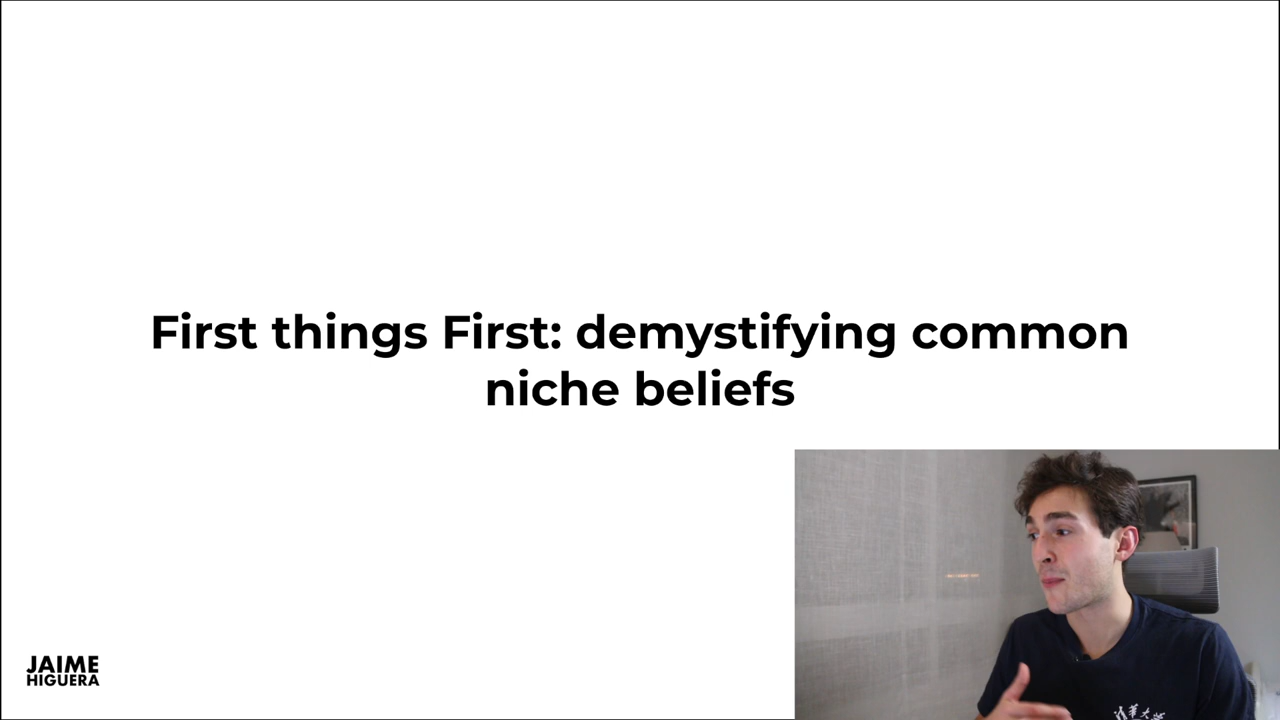 First things First: demystifying common
niche beliefs
JAIME
HIGUERA